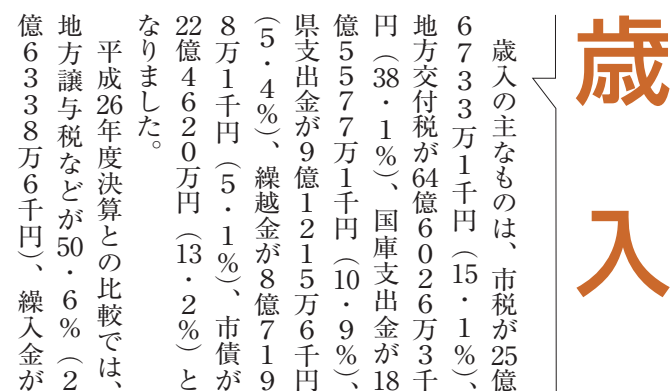 歳入
歳入の主なものは、市税が25億
6733万1千円（15・1％）、
地方交付税が64億6026万3千
円（38・1％）、国庫支出金が18
億5577万1千円（10・9％）、
県支出金が9億1215万6千円
（5・4％）、繰越金が8億719
8万1千円（5・1％）、市債が
22億4620万円（13・2％）と
なりました。
平成26年度決算との比較では、
地方譲与税などが50・6％（2
億6338万6千円）、繰入金が